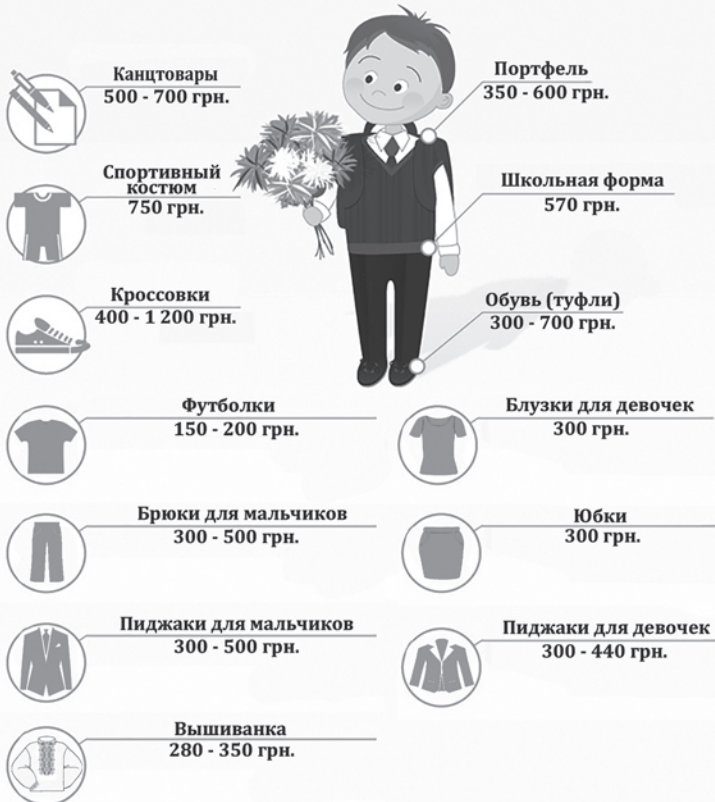 Канцтовары
500 - 700 грн.
Портфель
350 - 600 грн.
Спортивный
костюм
750 грн.
Школьная форма
570 грн.
Кроссовки
400 - 1 200 грн.
Обувь (туфли)
300 - 700 грн.
Футболки
150 - 200 грн.
Блузки для девочек
300 грн.
Брюки для мальчиков
300 - 500 грн.
Юбки
300 грн.
Пиджаки для мальчиков
300 - 500 грн.
Пиджаки для девочек
300 - 440 грн.
Вышиванка
280 - 350 грн.